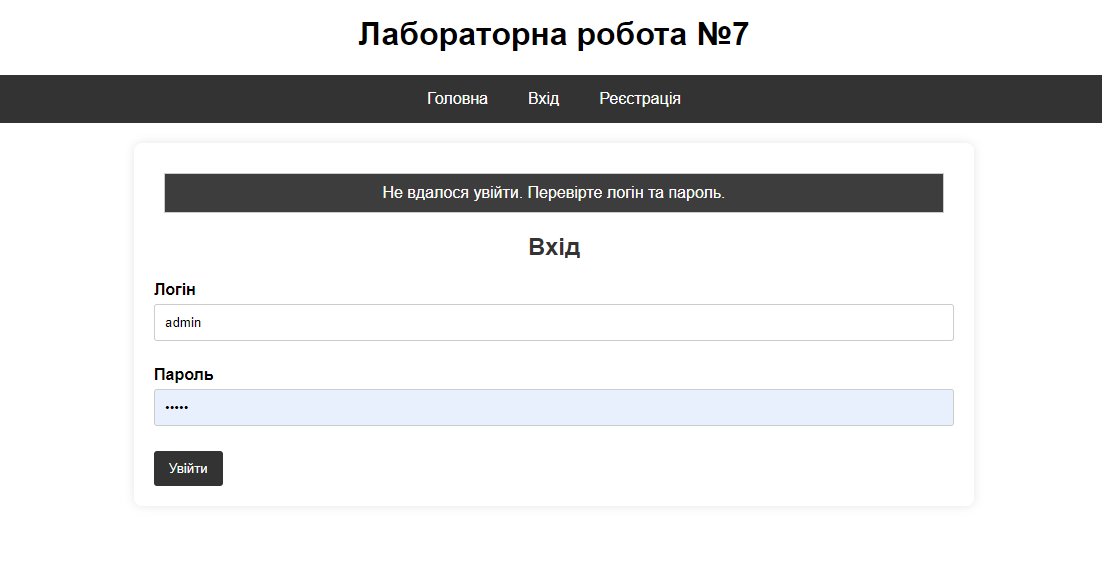 Лабораторна робота №7
Головна Вхід Реєстрація
Не вдалося увійти. Перевірте логін та пароль.
Вхід
Логін
admin
Пароль
•••••
Увійти